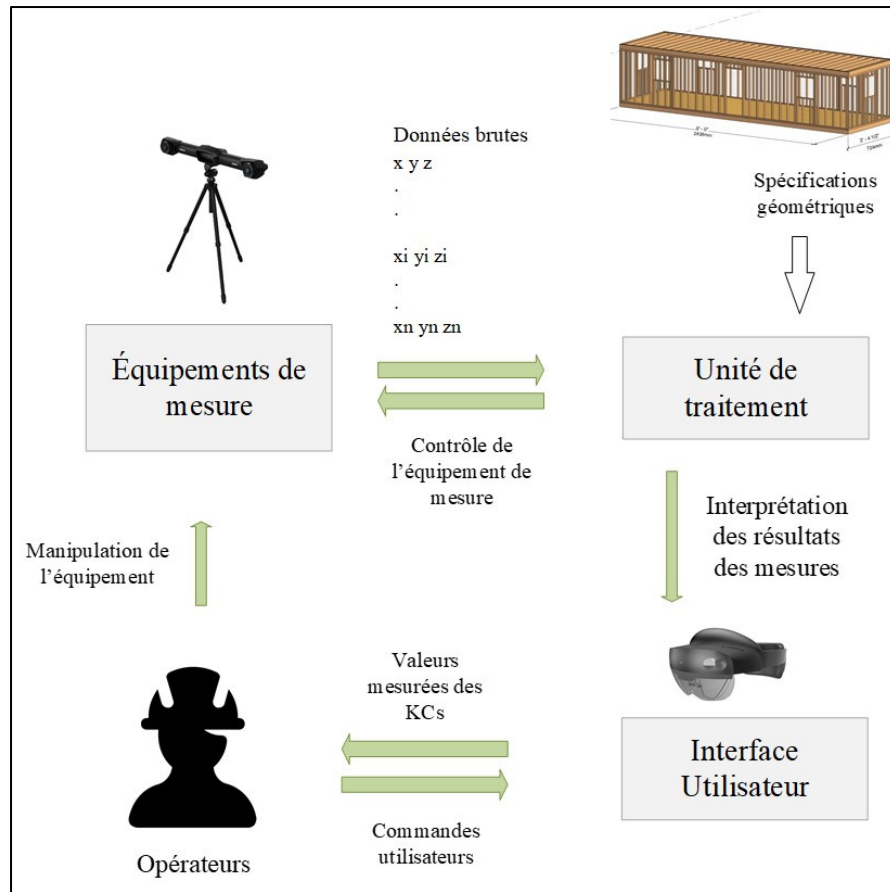 Données brutes
x y z
.
.
xi yi zi
.
.
xn yn zn
Spécifications
géométriques
Équipements de
mesure
Unité de
traitement
Contrôle de
l’équipement de
mesure
Interprétation
des résultats
des mesures
Manipulation de
l’équipement
Valeurs
mesurées des
KCs
Interface
Utilisateur
Commandes
utilisateurs
Opérateurs